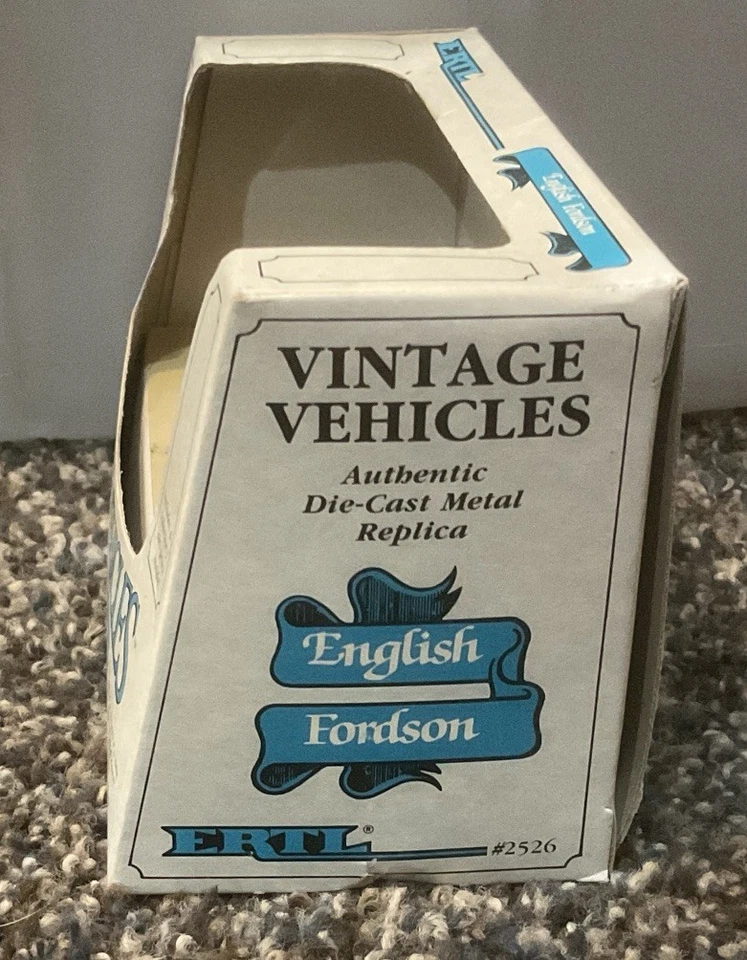 ERTL
English Fordson
VINTAGE
VEHICLES
Authentic
Die-Cast Metal
Replica
English
Fordson
ERTL®
#2526